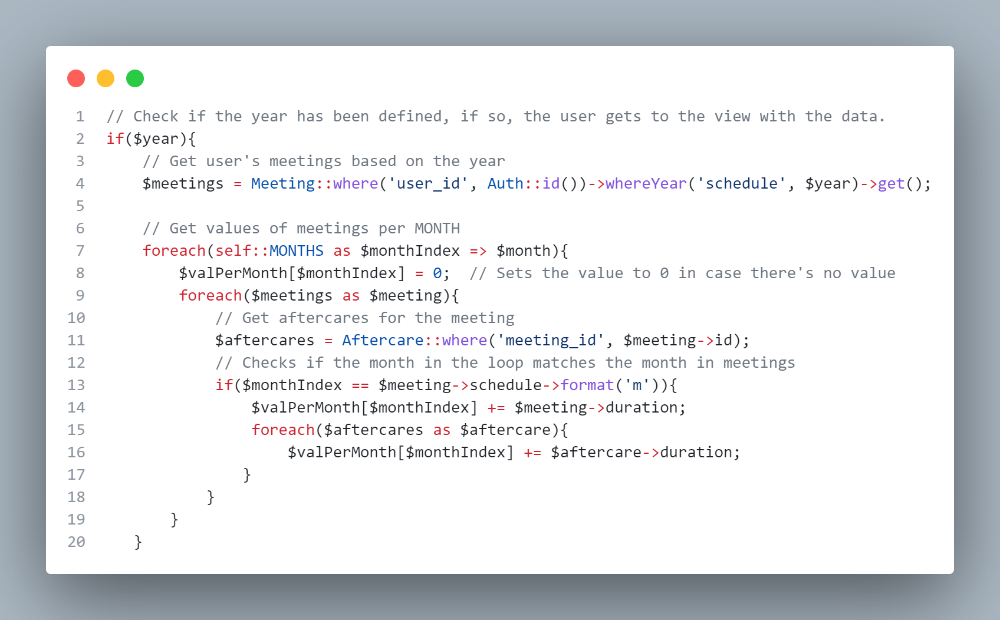 1 // Check if the year has been defined, if so, the user gets to the view with the data.
2 if($year){
3     // Get user's meetings based on the year
4     $meetings = Meeting::where('user_id', Auth::id())->whereYear('schedule', $year)->get();
5
6     // Get values of meetings per MONTH
7     foreach(self::MONTHS as $monthIndex => $month){
8         $valPerMonth[$monthIndex] = 0;  // Sets the value to 0 in case there's no value
9         foreach($meetings as $meeting){
10             // Get aftercares for the meeting
11             $aftercares = Aftercare::where('meeting_id', $meeting->id);
12             // Checks if the month in the loop matches the month in meetings
13             if($monthIndex == $meeting->schedule->format('m')){
14                 $valPerMonth[$monthIndex] += $meeting->duration;
15                 foreach($aftercares as $aftercare){
16                     $valPerMonth[$monthIndex] += $aftercare->duration;
17                }
18            }
19        }
20    }